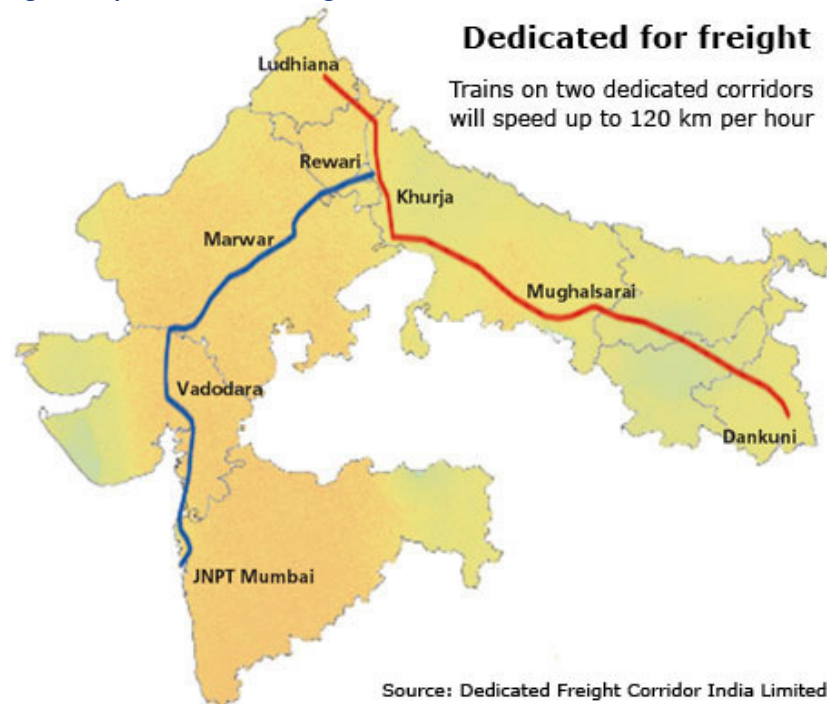 Dedicated for freight
Trains on two dedicated corridors
will speed up to 120 km per hour
Ludhiana
Rewari
Khurja
Marwar
Mughalsarai
Vadodara
Dankuni
JNPT Mumbai
Source: Dedicated Freight Corridor India Limited